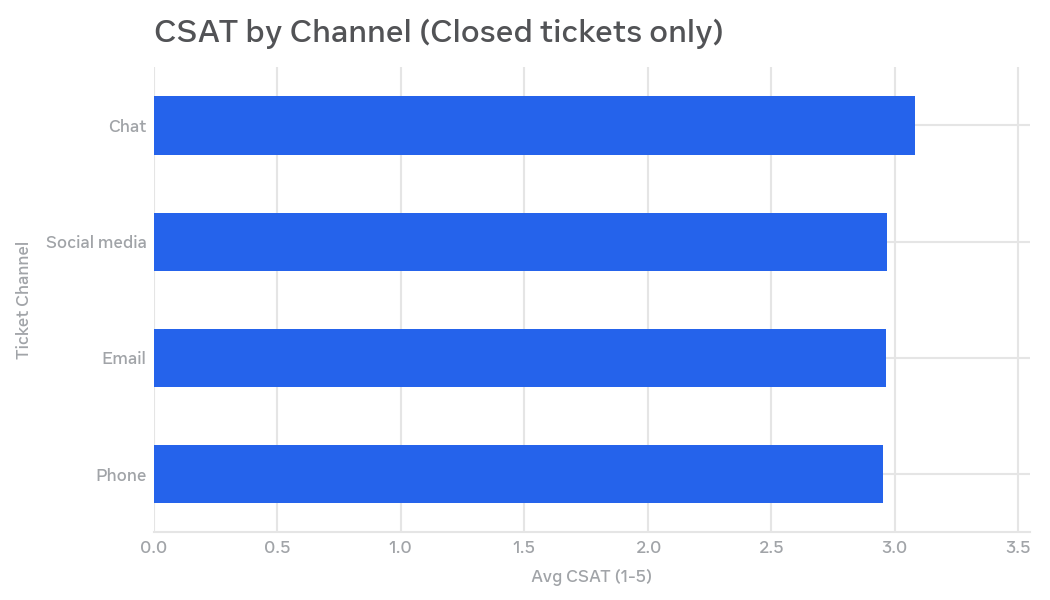 CSAT by Channel (Closed tickets only)
Ticket Channel
Chat
Social media
Email
Phone
0.0 0.5 1.0 1.5 2.0 2.5 3.0 3.5
Avg CSAT (1-5)